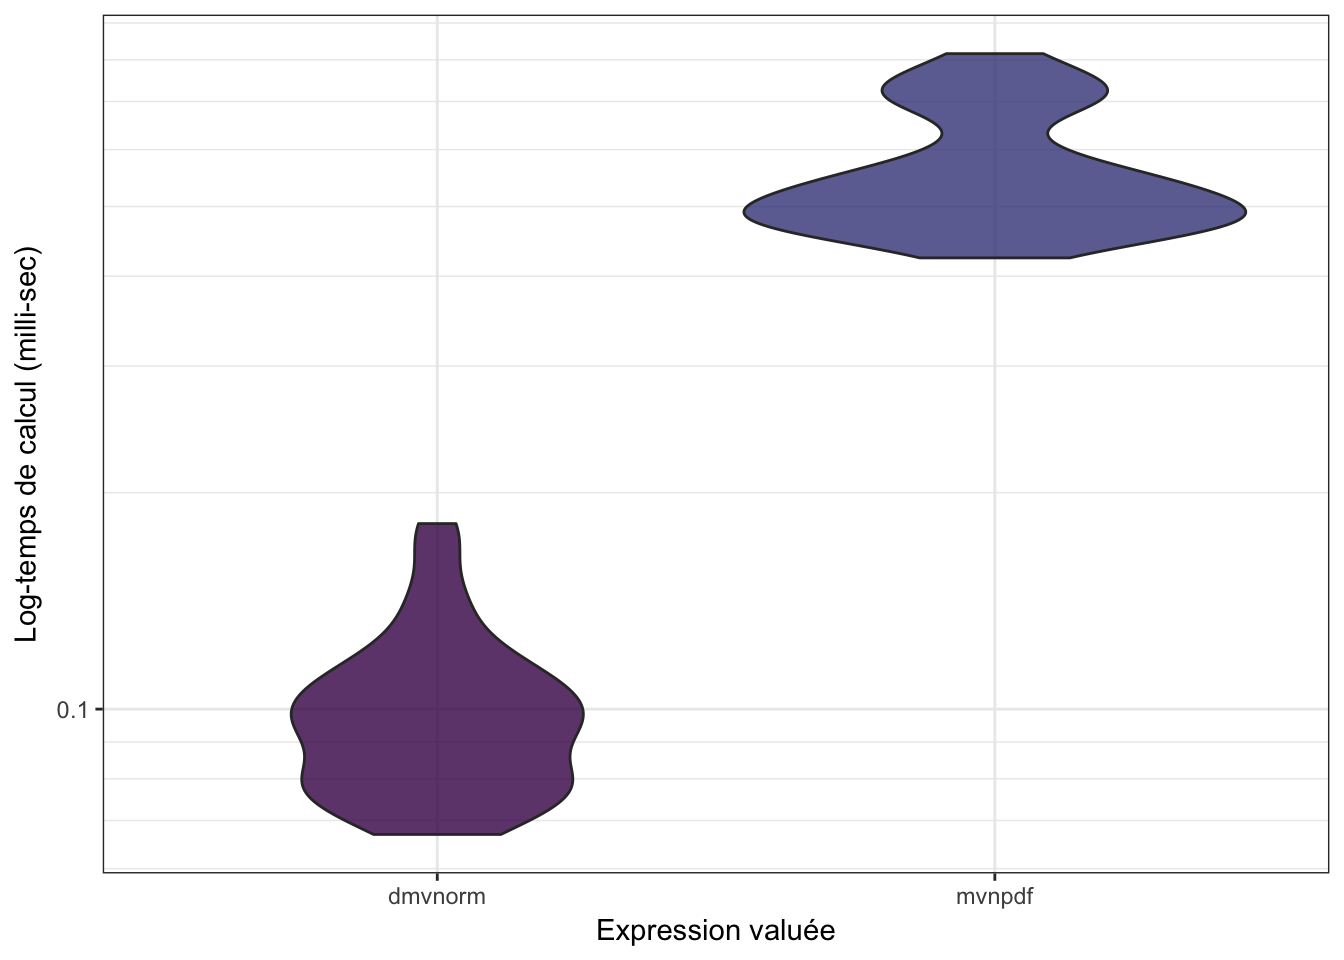 Log-temps de calcul (milli-sec)
0.1
dmvnorm
mvnpdf
Expression valuée